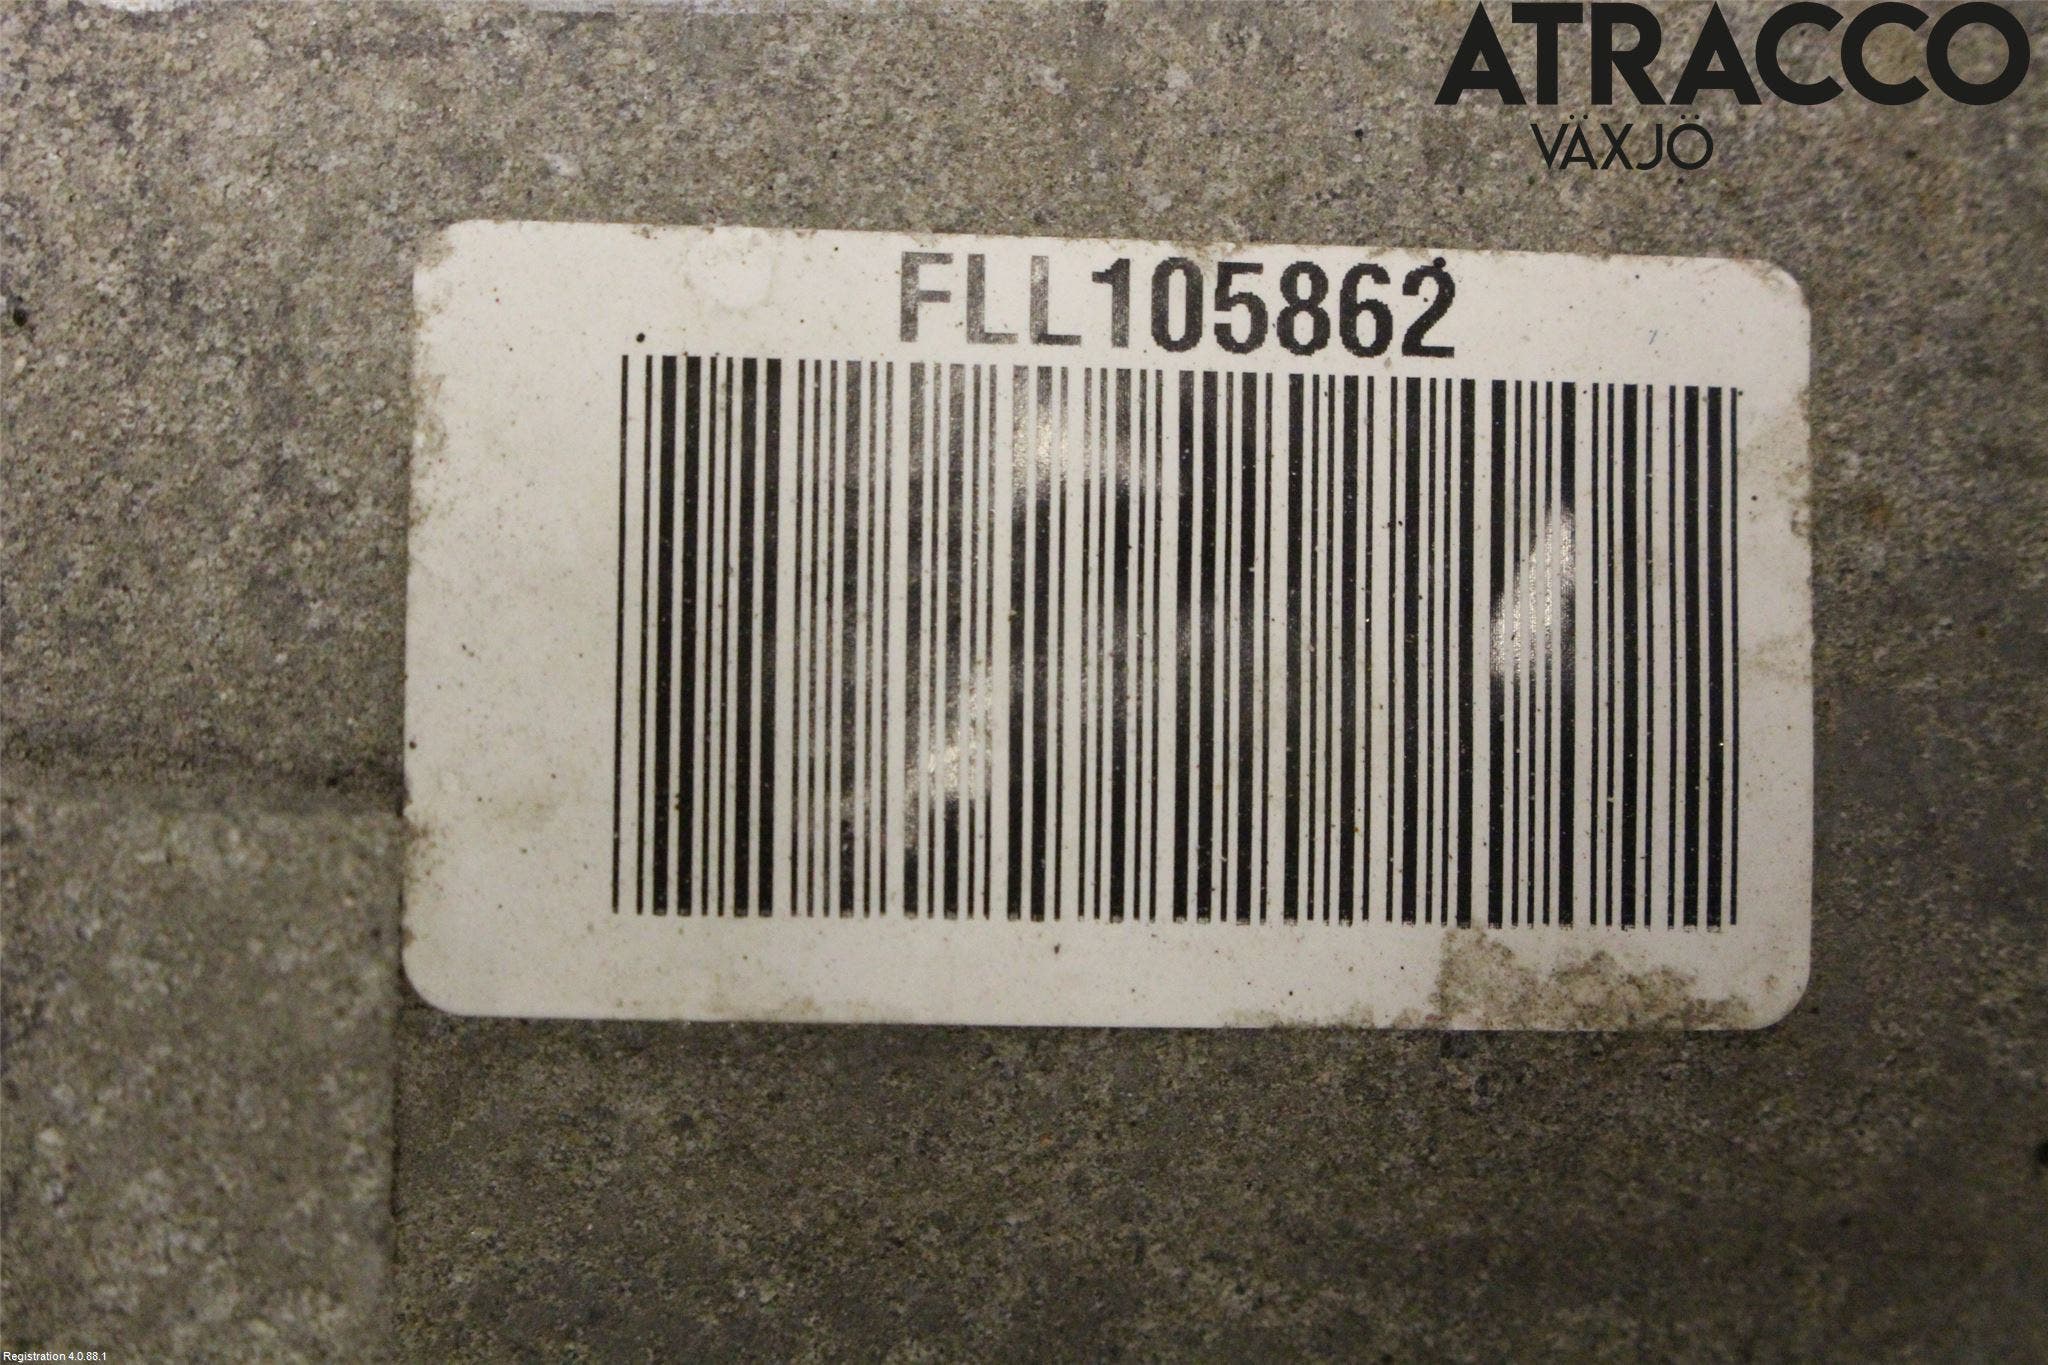 ATRACCO
VÄXJÖ
FLL105862
Registration 4.0.88.1